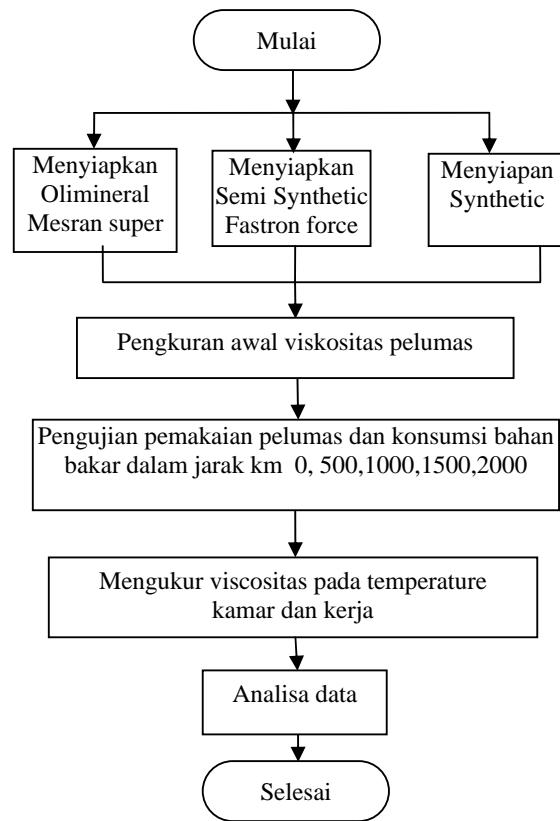 Mulai
Menyiapkan
Olimineral
Mesran super
Menyiapkan
Semi Synthetic
Fastron force
Menyiapan
Synthetic
Pengkuran awal viskositas pelumas
Pengujian pemakaian pelumas dan konsumsi bahan
bakar dalam jarak km 0, 500,1000,1500,2000
Mengukur viscositas pada temperature
kamar dan kerja
Analisa data
Selesai